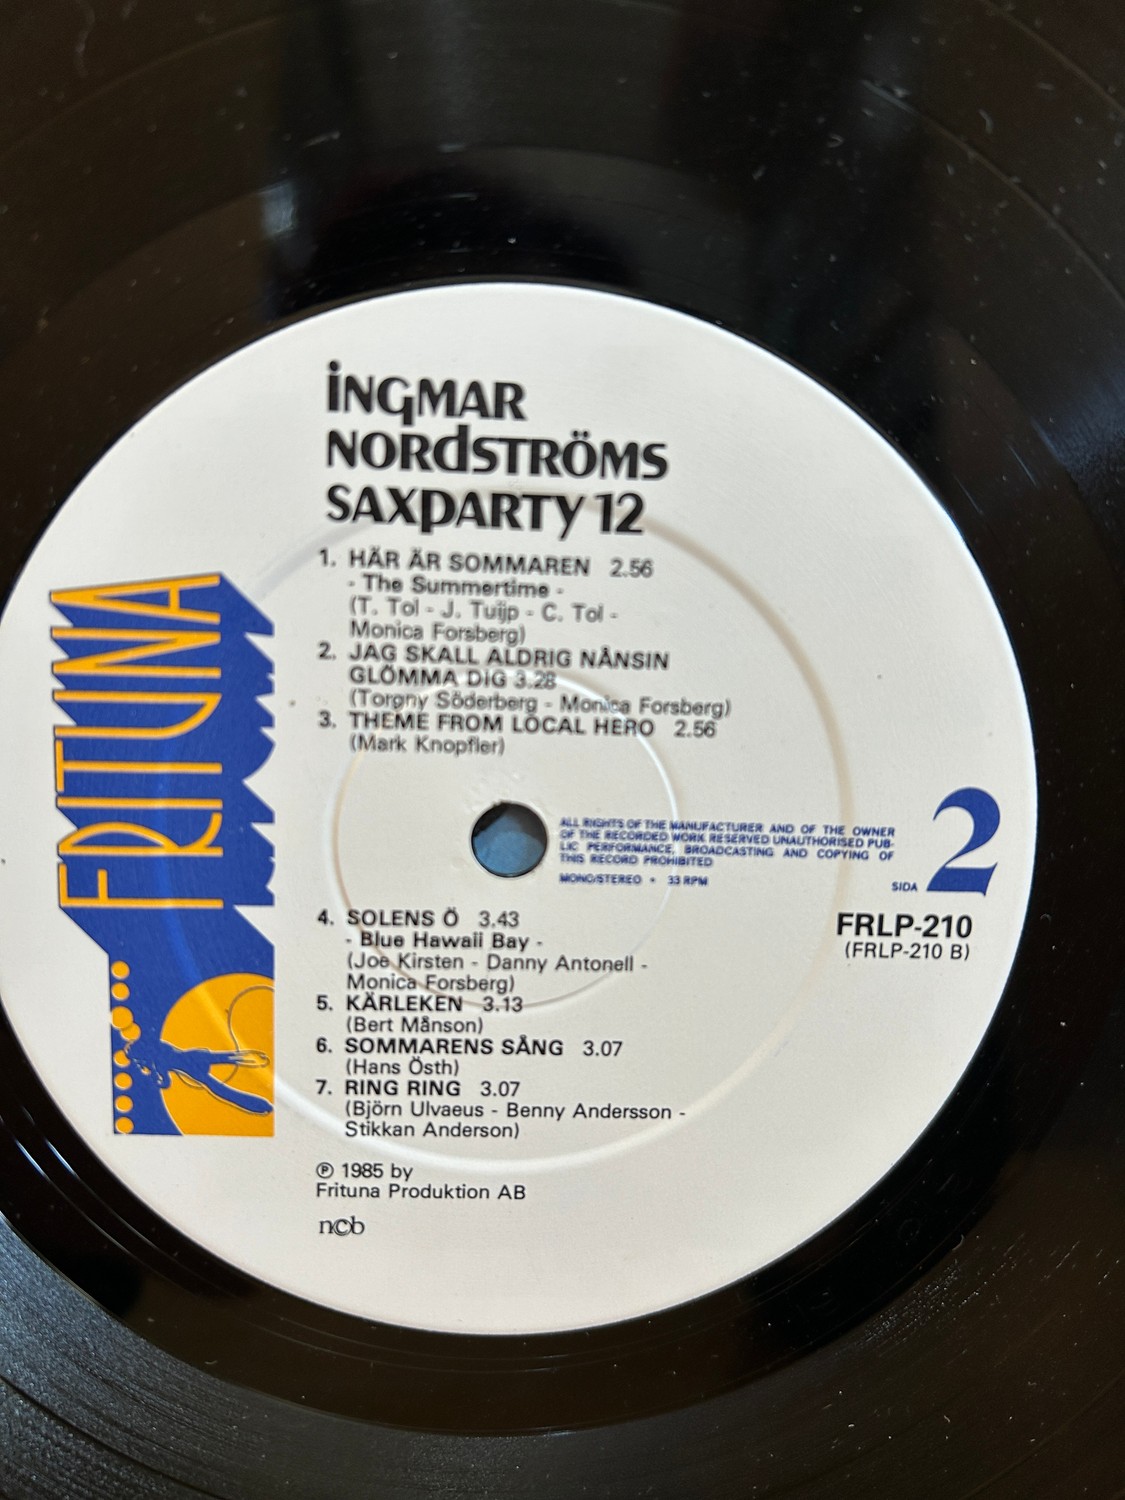 İNGMAR
NORDSTRÖMS
SAXPARTY 12
1. HÄR ÄR SOMMAREN 2.56
- The Summertime -
(T. Tol - J. Tuijp - C. Tol -
Monica Forsberg)
2. JAG SKALL ALDRIG NÅNSIN
GLÖMMA DIG 3.28
(Torgny Söderberg - Monica Forsberg)
3. THEME FROM LOCAL HERO 2.56
(Mark Knopfler)
FRITUNA
ALL RIGHTS OF THE MANUFACTURER AND OF THE OWNER
OF THE RECORDED WORK RESERVED UNAUTHORISED PUB-
LIC PERFORMANCE, BROADCASTING AND COPYING OF
THIS RECORD PROHIBITED
MONO/STEREO • 33 RPM
SIDA 2
FRLP-210
(FRLP-210 B)
4. SOLENS Ö 3.43
- Blue Hawaii Bay -
(Joe Kirsten - Danny Antonell -
Monica Forsberg)
5. KÄRLEKEN 3.13
(Bert Månson)
6. SOMMARENS SÅNG 3.07
(Hans Östh)
7. RING RING 3.07
(Björn Ulvaeus - Benny Andersson -
Stikkan Anderson)
℗ 1985 by
Frituna Produktion AB
ncb